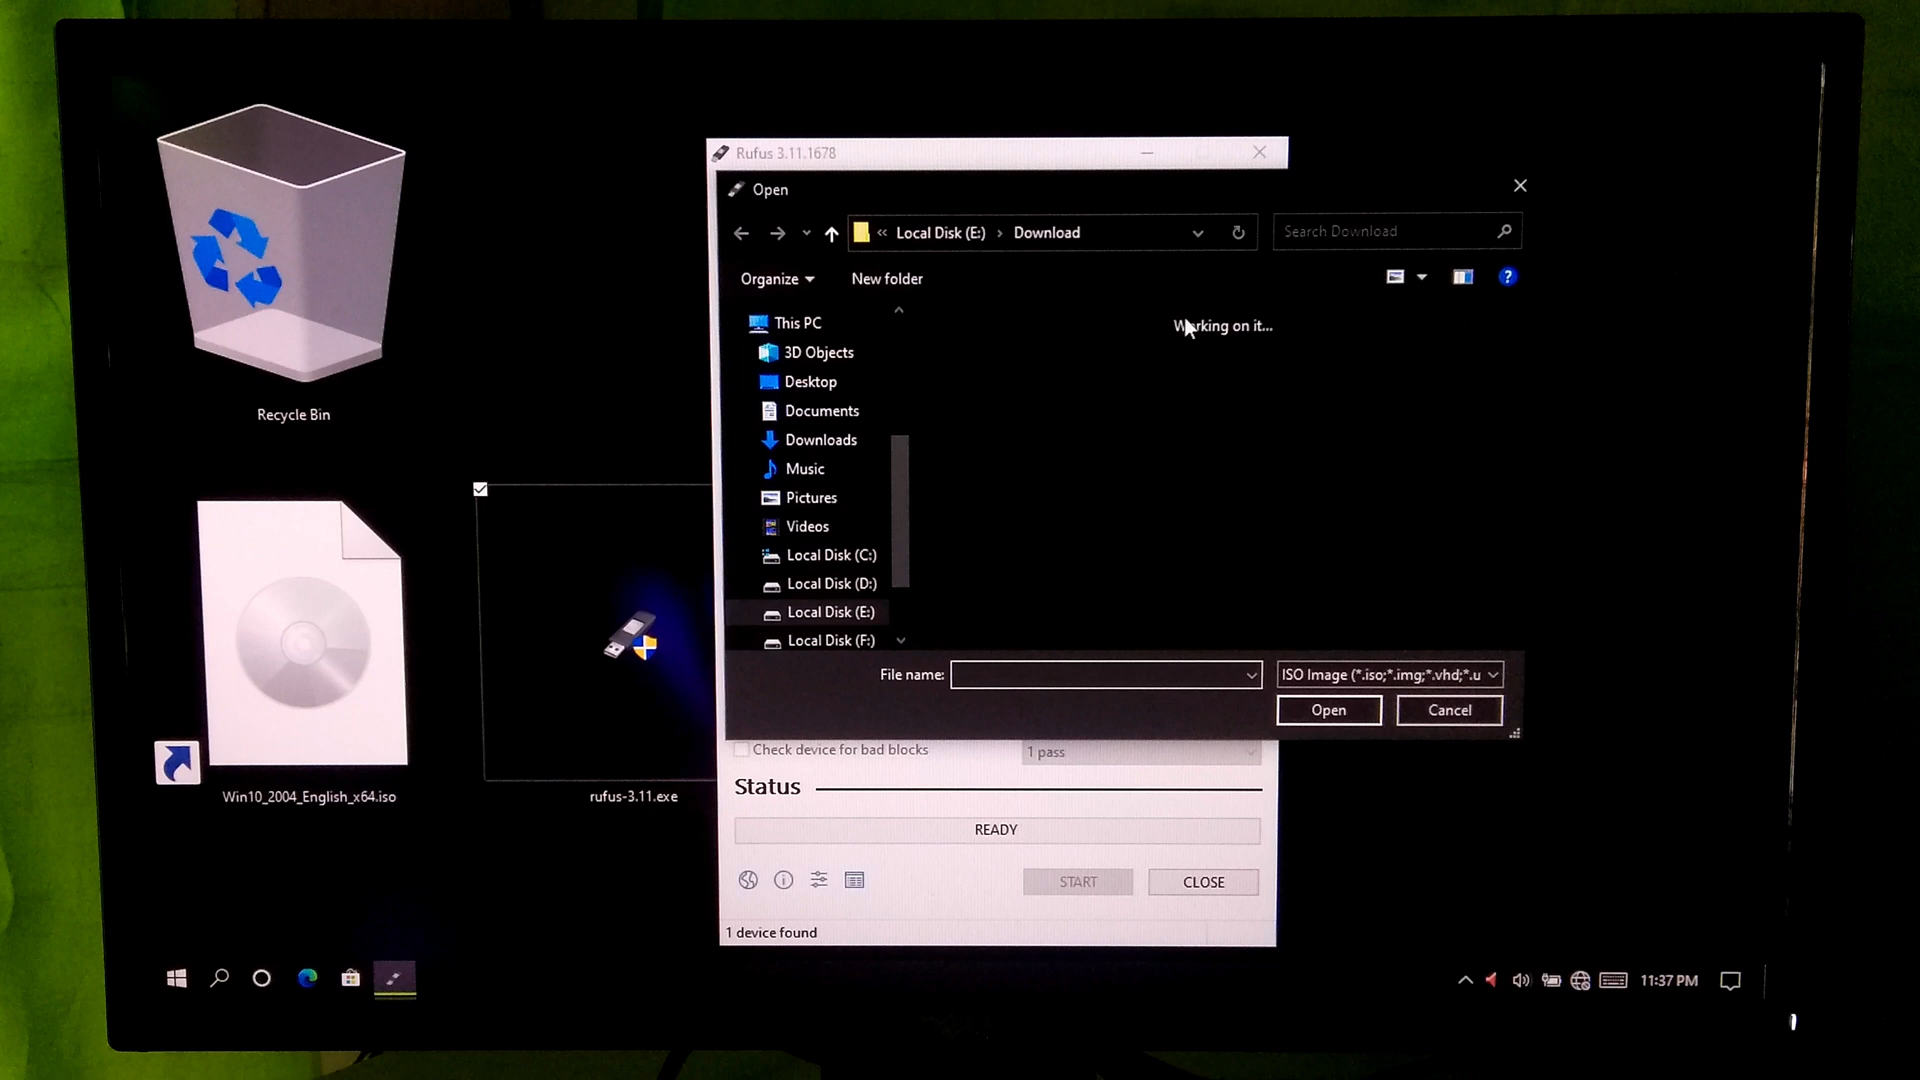 Recycle Bin
Win10_2004_English_x64.iso
rufus-3.11.exe
Rufus 3.11.1678
Open
« Local Disk (E:) › Download
Search Download
Organize
New folder
?
This PC
3D Objects
Desktop
Documents
Downloads
Music
Pictures
Videos
Local Disk (C:)
Local Disk (D:)
Local Disk (E:)
Local Disk (F:)
Working on it...
File name:
ISO Image (*.iso;*.img;*.vhd;*.u
Open
Cancel
Check device for bad blocks
1 pass
Status
READY
START
CLOSE
1 device found
11:37 PM